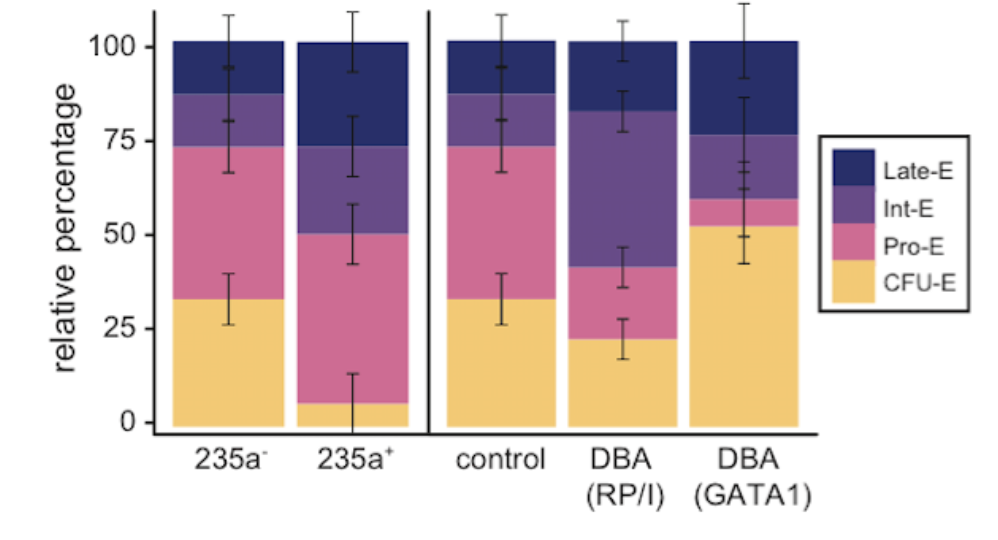 relative percentage
100
75
50
25
0
235a⁻
235a⁺
control
DBA
(RP/I)
DBA
(GATA1)
Late-E
Int-E
Pro-E
CFU-E